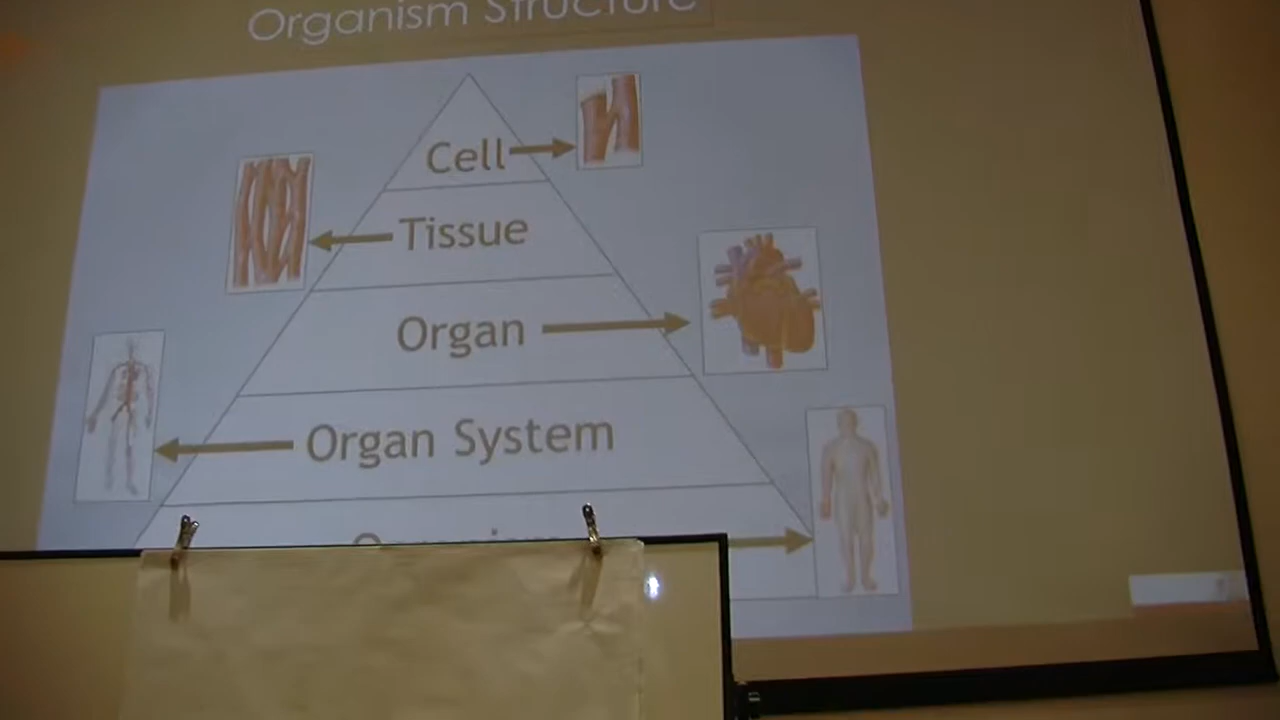 Organism Structure
Cell
Tissue
Organ
Organ System